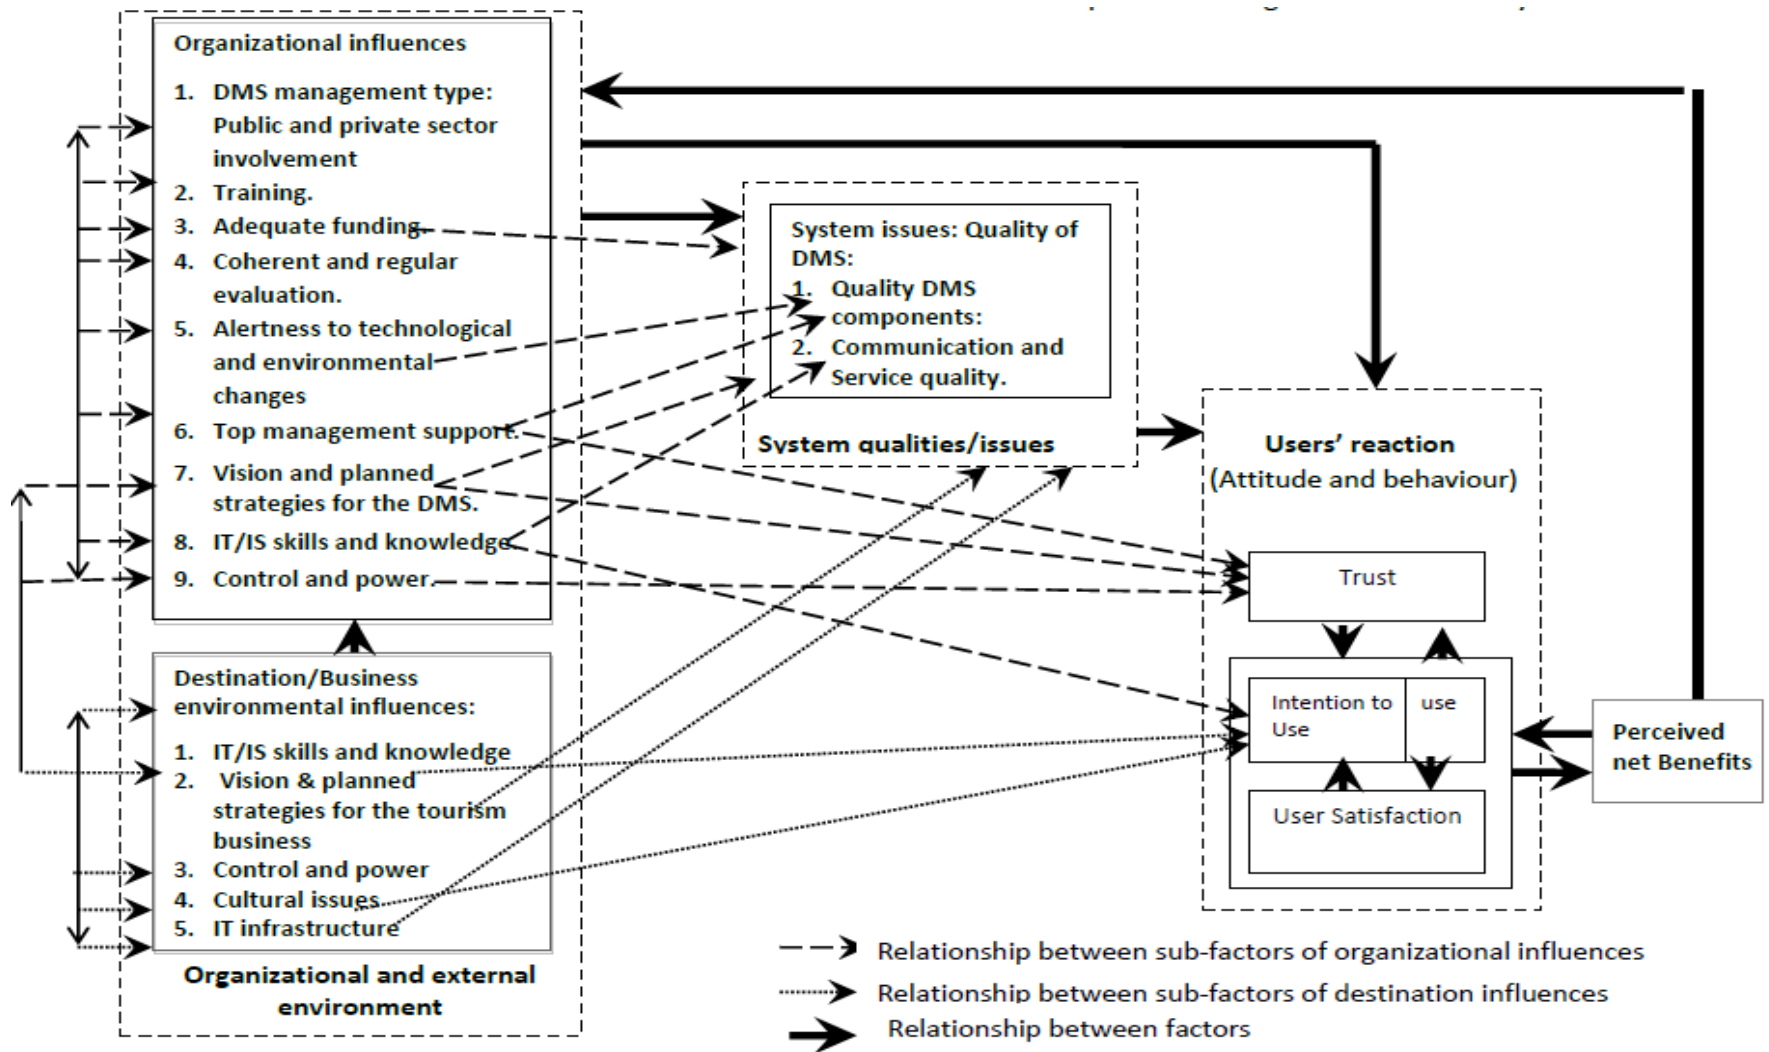 Organizational influences
1. DMS management type:
Public and private sector
involvement
2. Training.
3. Adequate funding.
4. Coherent and regular
evaluation.
5. Alertness to technological
and environmental
changes
6. Top management support.
7. Vision and planned
strategies for the DMS.
8. IT/IS skills and knowledge
9. Control and power.
Destination/Business
environmental influences:
1. IT/IS skills and knowledge
2. Vision & planned
strategies for the tourism
business
3. Control and power
4. Cultural issues
5. IT infrastructure
Organizational and external
environment
System issues: Quality of
DMS:
1. Quality DMS
components:
2. Communication and
Service quality.
System qualities/issues
Users’ reaction
(Attitude and behaviour)
Trust
Intention to
Use
use
User Satisfaction
Perceived
net Benefits
Relationship between sub-factors of organizational influences
Relationship between sub-factors of destination influences
Relationship between factors